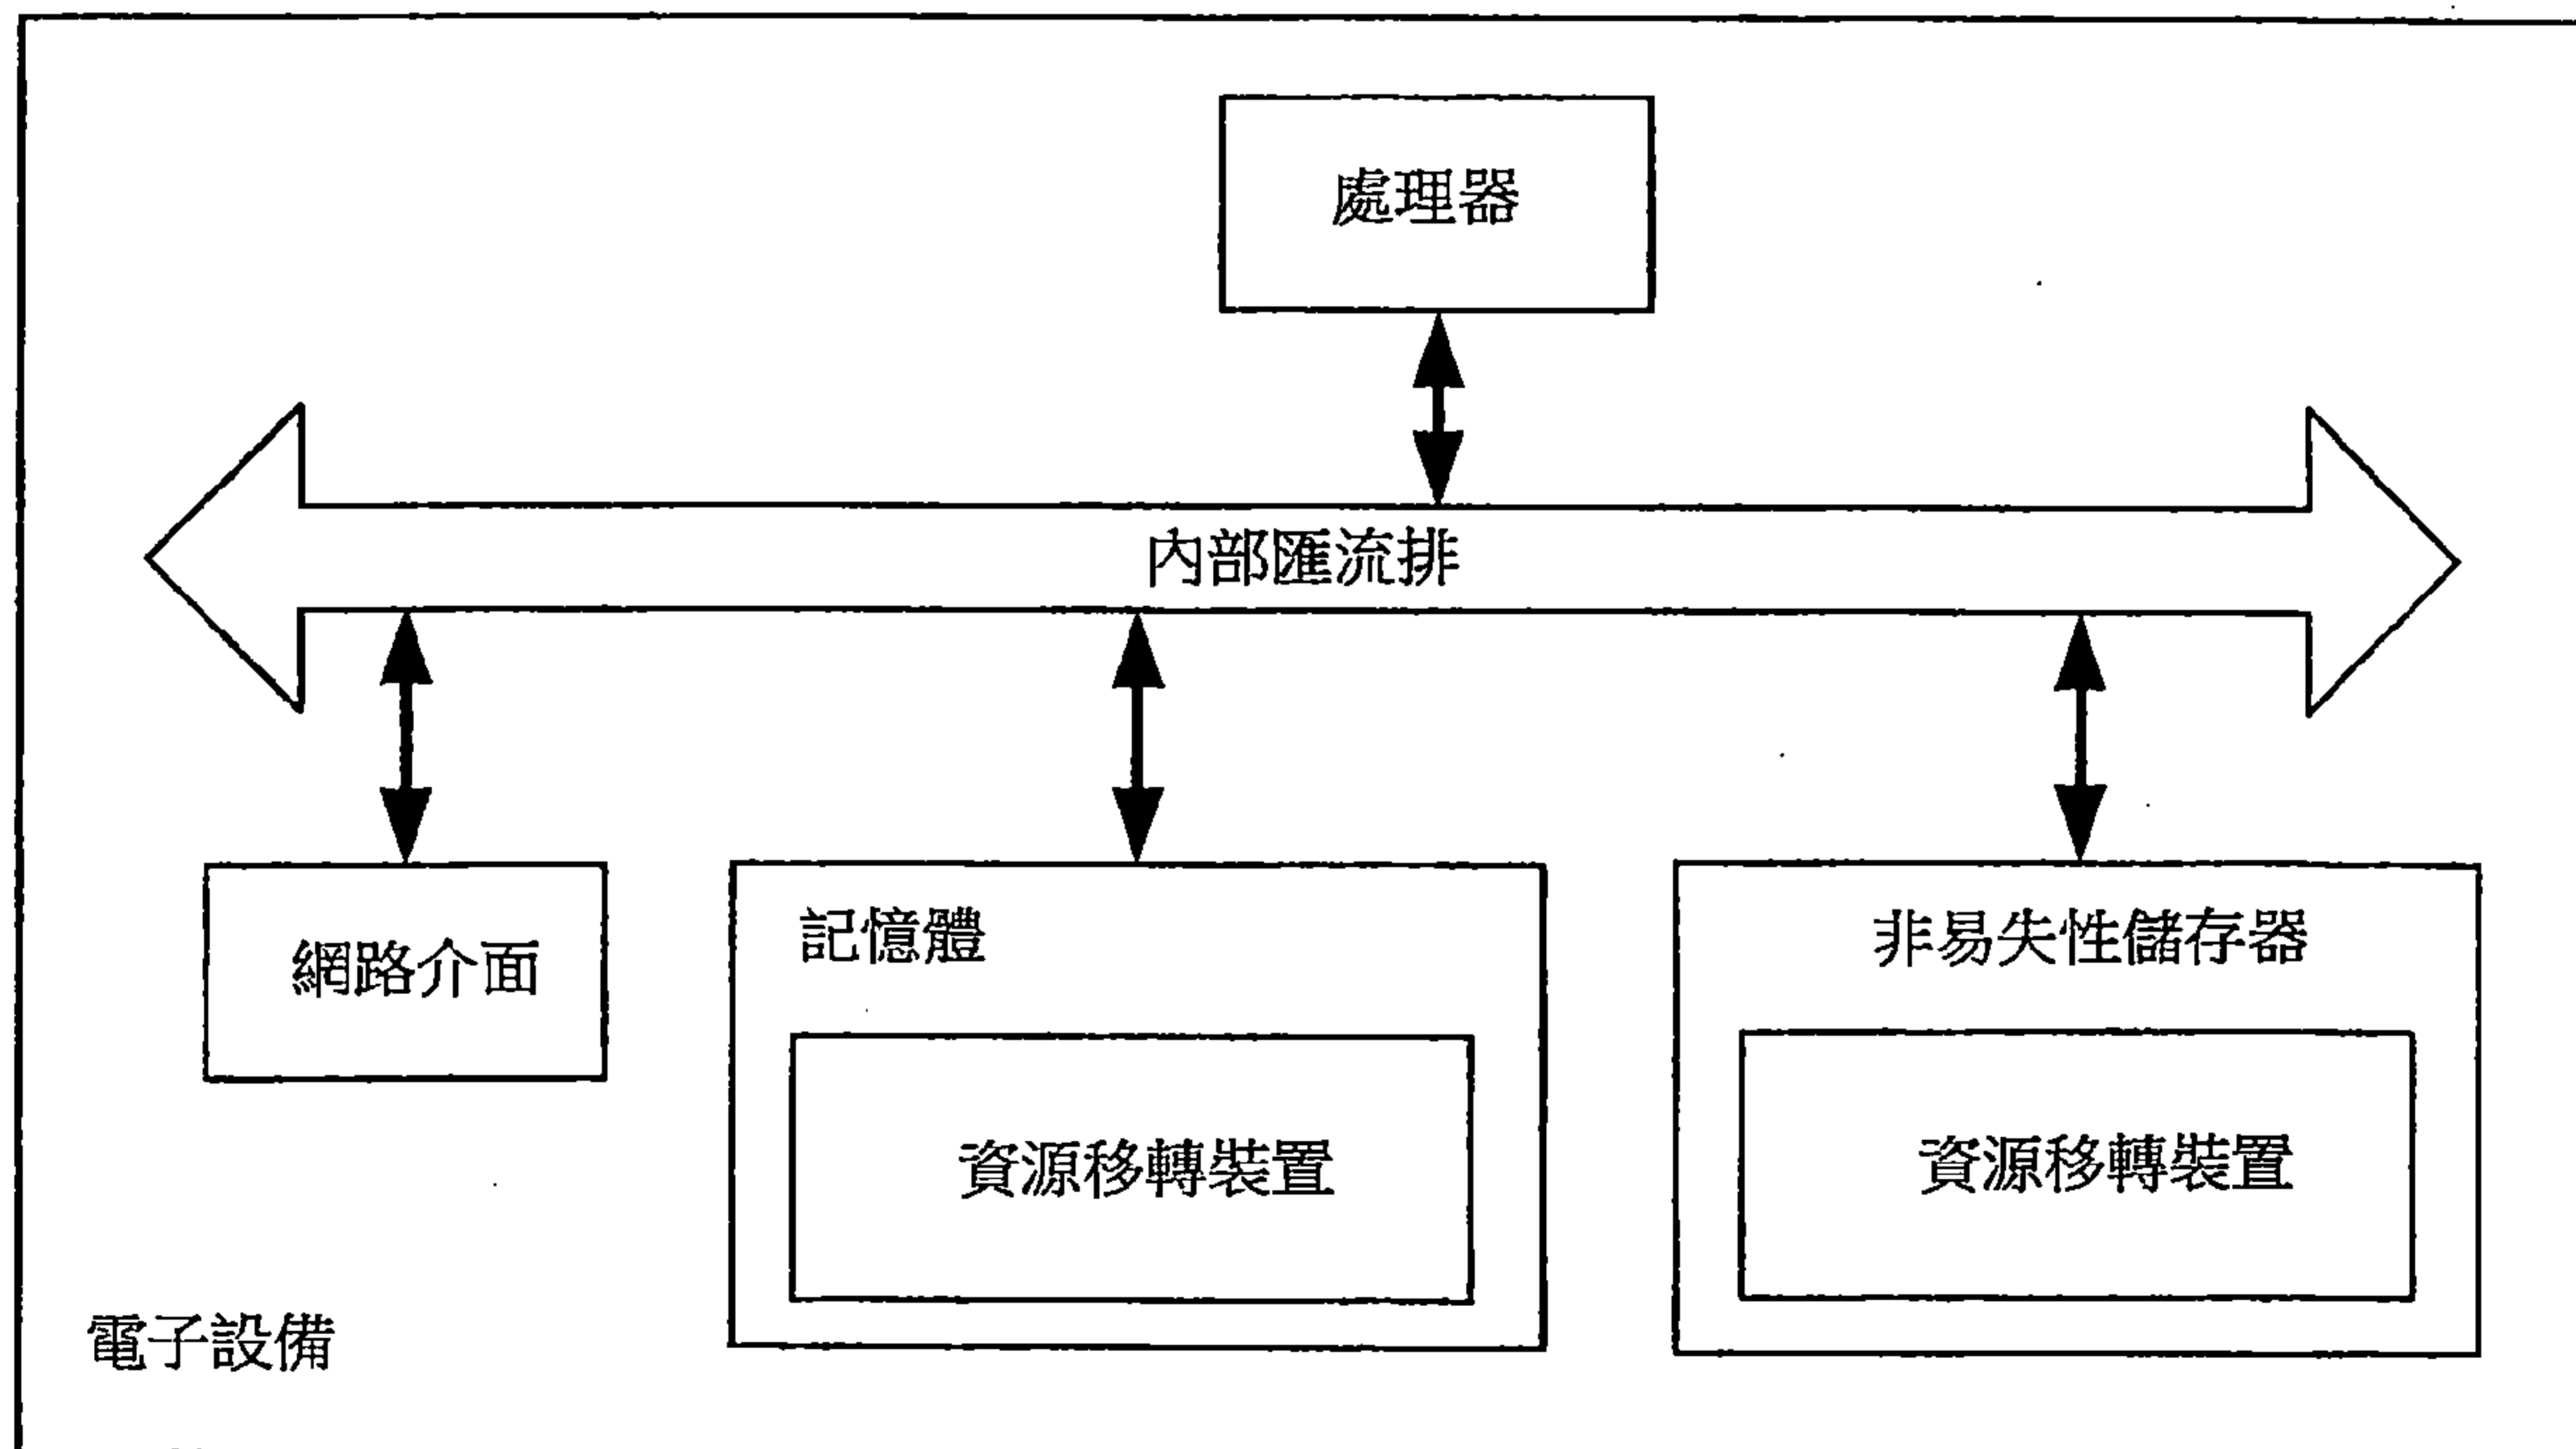 處理器
內部匯流排
網路介面
記憶體
資源移轉裝置
非易失性儲存器
資源移轉裝置
電子設備